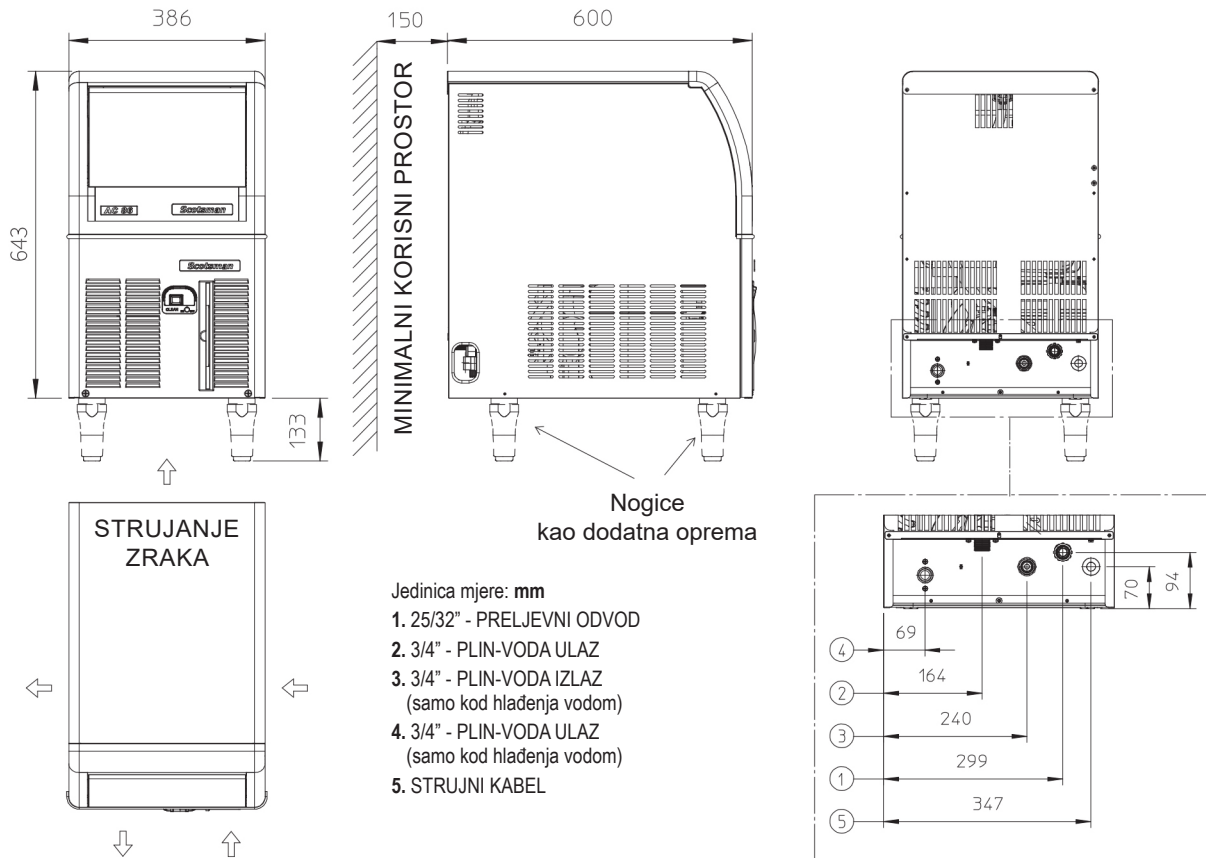 386
150
600
643
133
AC 86
Scotsman
Scotsman
CLEAN
MINIMALNI KORISNI PROSTOR
Nogice
kao dodatna oprema
STRUJANJE
ZRAKA
Jedinica mjere: mm
1. 25/32” - PRELJEVNI ODVOD
2. 3/4” - PLIN-VODA ULAZ
3. 3/4” - PLIN-VODA IZLAZ
(samo kod hlađenja vodom)
4. 3/4” - PLIN-VODA ULAZ
(samo kod hlađenja vodom)
5. STRUJNI KABEL
70
94
4 69
2 164
3 240
1 299
5 347